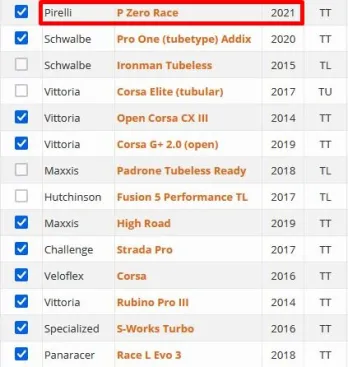 Pirelli P Zero Race 2021 TT
Schwalbe Pro One (tubetype) Addix 2020 TT
Schwalbe Ironman Tubeless 2015 TL
Vittoria Corsa Elite (tubular) 2017 TU
Vittoria Open Corsa CX III 2014 TT
Vittoria Corsa G+ 2.0 (open) 2019 TT
Maxxis Padrone Tubeless Ready 2018 TL
Hutchinson Fusion 5 Performance TL 2017 TL
Maxxis High Road 2019 TT
Challenge Strada Pro 2017 TT
Veloflex Corsa 2016 TT
Vittoria Rubino Pro III 2014 TT
Specialized S-Works Turbo 2016 TT
Panaracer Race L Evo 3 2018 TT